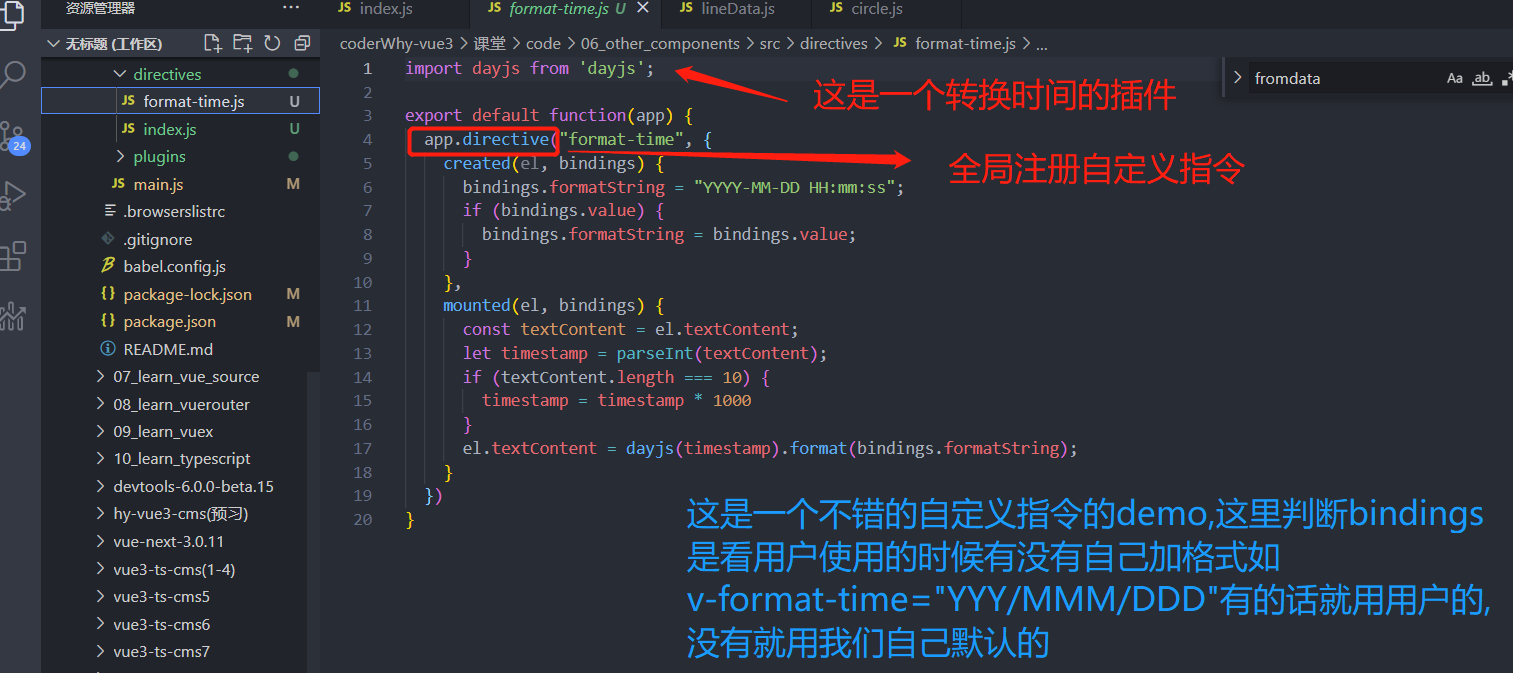 资源管理器
···
JS index.js
JS format-time.js U ×
JS lineData.js
JS circle.js
无标题 (工作区)
coderWhy-vue3 > 课堂 > code > 06_other_components > src > directives > JS format-time.js > ...
directives
JS format-time.js U
JS index.js U
plugins
JS main.js M
.browserslistrc
.gitignore
babel.config.js
{} package-lock.json M
{} package.json M
README.md
07_learn_vue_source
08_learn_vuerouter
09_learn_vuex
10_learn_typescript
devtools-6.0.0-beta.15
hy-vue3-cms(预习)
vue-next-3.0.11
vue3-ts-cms(1-4)
vue3-ts-cms5
vue3-ts-cms6
vue3-ts-cms7
24
fromdata Aa ab .*
1 import dayjs from 'dayjs';
2
3 export default function(app) {
4 app.directive("format-time", {
5 created(el, bindings) {
6 bindings.formatString = "YYYY-MM-DD HH:mm:ss";
7 if (bindings.value) {
8 bindings.formatString = bindings.value;
9 }
10 },
11 mounted(el, bindings) {
12 const textContent = el.textContent;
13 let timestamp = parseInt(textContent);
14 if (textContent.length === 10) {
15 timestamp = timestamp * 1000
16 }
17 el.textContent = dayjs(timestamp).format(bindings.formatString);
18 }
19 })
20 }
这是一个转换时间的插件
全局注册自定义指令
这是一个不错的自定义指令的demo,这里判断bindings
是看用户使用的时候有没有自己加格式如
v-format-time="YYY/MMM/DDD"有的话就用用户的,
没有就用我们自己默认的